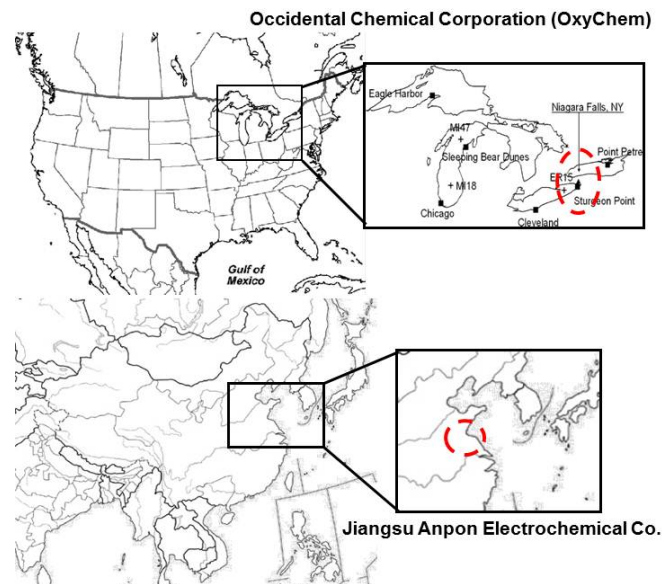 Occidental Chemical Corporation (OxyChem)
Eagle Harbor
Niagara Falls, NY
MI47
Sleeping Bear Dunes
Point Petre
ER15
MI18
Sturgeon Point
Chicago
Cleveland
Gulf of
Mexico
Jiangsu Anpon Electrochemical Co.